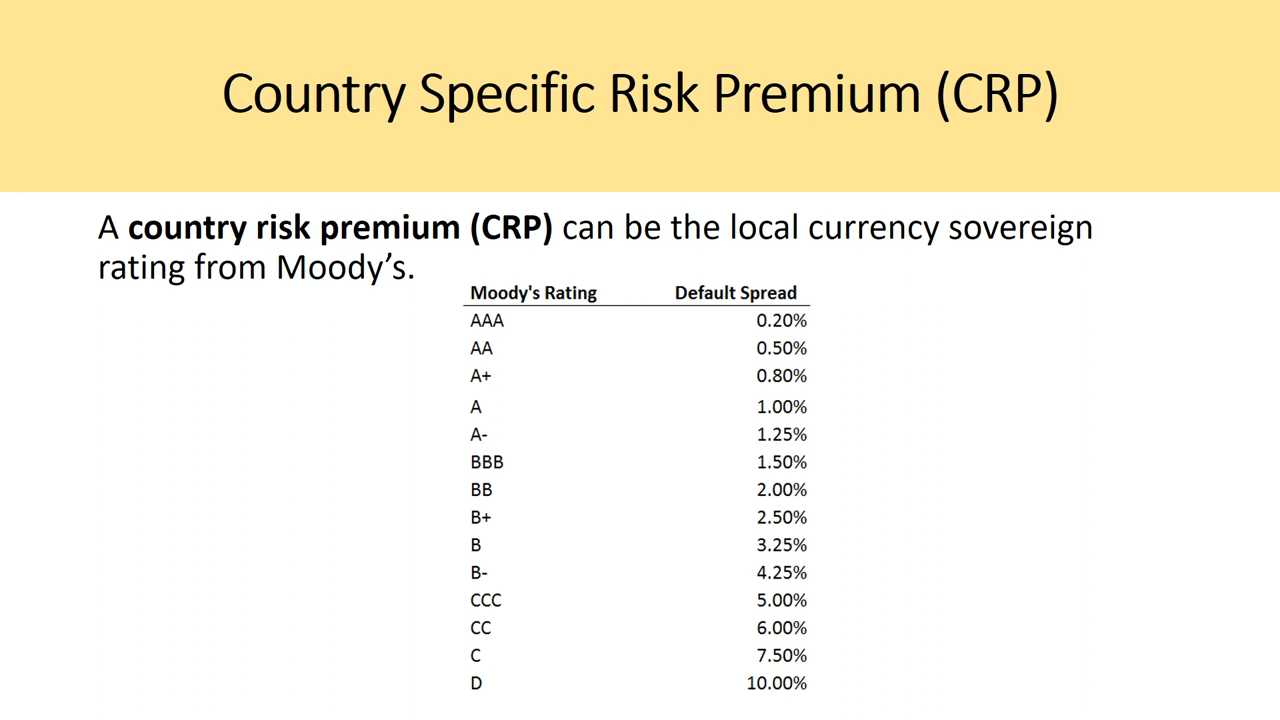 Country Specific Risk Premium (CRP)
A country risk premium (CRP) can be the local currency sovereign
rating from Moody’s.
Moody's Rating Default Spread
AAA 0.20%
AA 0.50%
A+ 0.80%
A 1.00%
A- 1.25%
BBB 1.50%
BB 2.00%
B+ 2.50%
B 3.25%
B- 4.25%
CCC 5.00%
CC 6.00%
C 7.50%
D 10.00%